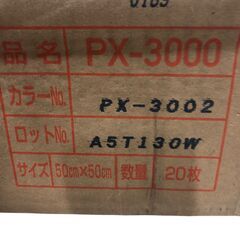 品名 PX-3000
カラーNo. PX-3002
ロットNo. A5T130W
サイズ 50cm×50cm 数量 20枚